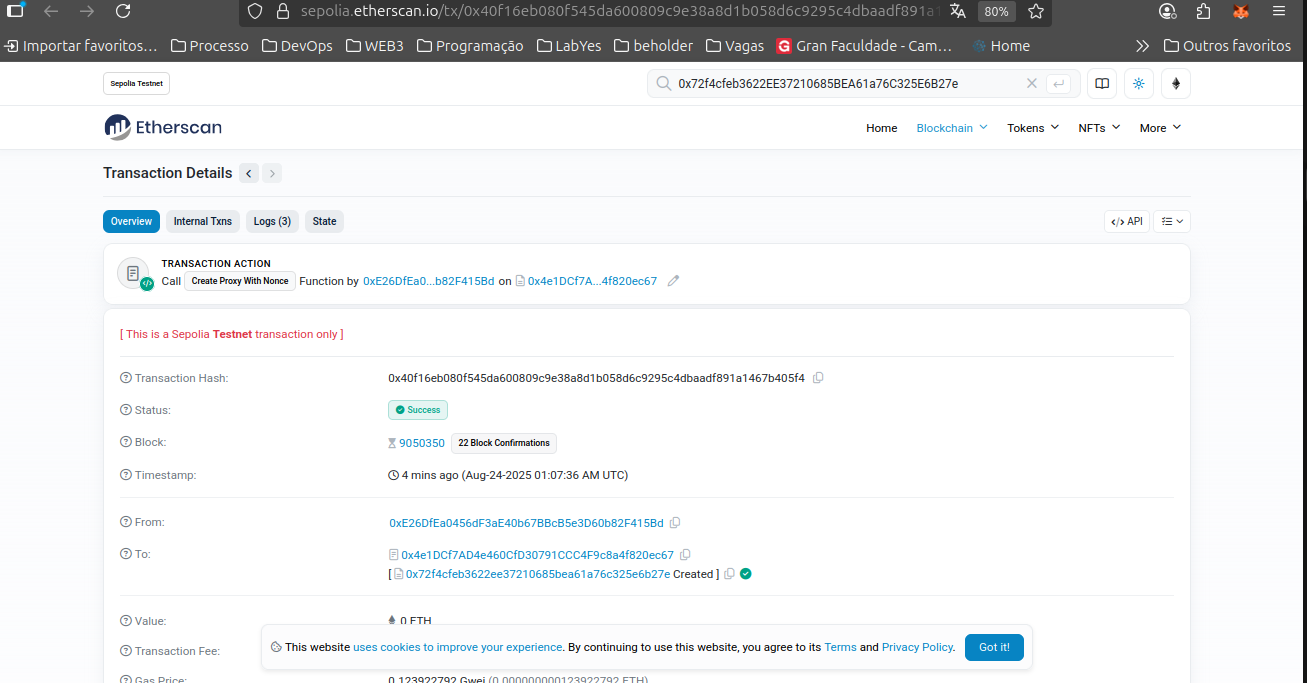 sepolia.etherscan.io/tx/0x40f16eb080f545da600809c9e38a8d1b058d6c9295c4dbaadf891a1
80%
Importar favoritos…
Processo
DevOps
WEB3
Programação
LabYes
beholder
Vagas
G Gran Faculdade - Cam…
Home
Outros favoritos
Sepolia Testnet
0x72f4cfeb3622EE37210685BEA61a76C325E6B27e
Etherscan
Home
Blockchain
Tokens
NFTs
More
Transaction Details
Overview
Internal Txns
Logs (3)
State
API
TRANSACTION ACTION
Call Create Proxy With Nonce Function by 0xE26DfEa0...b82F415Bd on 0x4e1DCf7A...4f820ec67
[ This is a Sepolia Testnet transaction only ]
Transaction Hash:
0x40f16eb080f545da600809c9e38a8d1b058d6c9295c4dbaadf891a1467b405f4
Status:
Success
Block:
9050350
22 Block Confirmations
Timestamp:
4 mins ago (Aug-24-2025 01:07:36 AM UTC)
From:
0xE26DfEa0456dF3aE40b67BBcB5e3D60b82F415Bd
To:
0x4e1DCf7AD4e460CfD30791CCC4F9c8a4f820ec67
[ 0x72f4cfeb3622ee37210685bea61a76c325e6b27e Created ]
Value:
0 ETH
Transaction Fee:
This website uses cookies to improve your experience. By continuing to use this website, you agree to its Terms and Privacy Policy.
Got it!
Gas Price:
0.123922792 Gwei (0.000000000123922792 ETH)